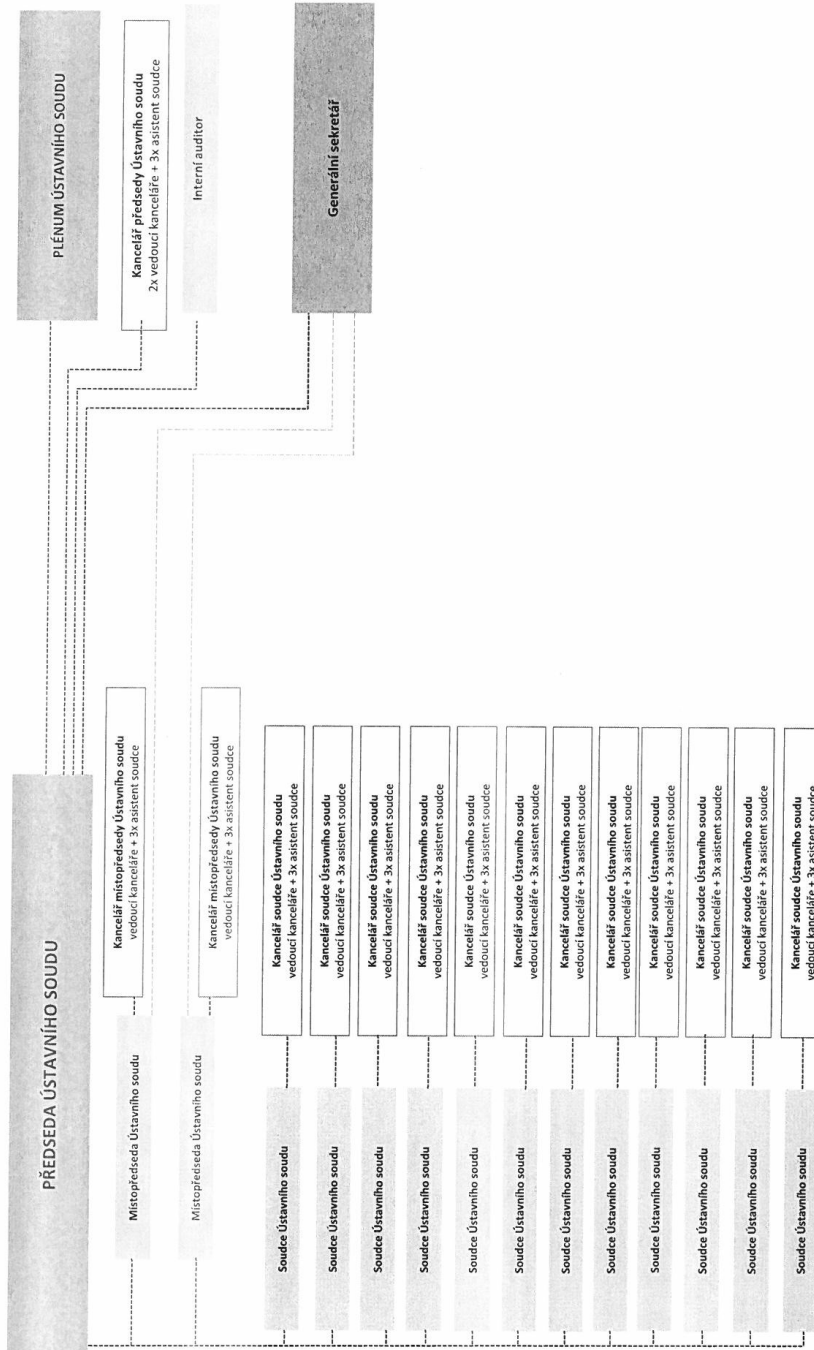 PŘEDSEDA ÚSTAVNÍHO SOUDU
PLÉNUM ÚSTAVNÍHO SOUDU
Kancelář předsedy Ústavního soudu
2x vedoucí kanceláře + 3x asistent soudce
Interní auditor
Generální sekretář
Místopředseda Ústavního soudu
Kancelář místopředsedy Ústavního soudu
vedoucí kanceláře + 3x asistent soudce
Místopředseda Ústavního soudu
Kancelář místopředsedy Ústavního soudu
vedoucí kanceláře + 3x asistent soudce
Soudce Ústavního soudu
Kancelář soudce Ústavního soudu
vedoucí kanceláře + 3x asistent soudce
Soudce Ústavního soudu
Kancelář soudce Ústavního soudu
vedoucí kanceláře + 3x asistent soudce
Soudce Ústavního soudu
Kancelář soudce Ústavního soudu
vedoucí kanceláře + 3x asistent soudce
Soudce Ústavního soudu
Kancelář soudce Ústavního soudu
vedoucí kanceláře + 3x asistent soudce
Soudce Ústavního soudu
Kancelář soudce Ústavního soudu
vedoucí kanceláře + 3x asistent soudce
Soudce Ústavního soudu
Kancelář soudce Ústavního soudu
vedoucí kanceláře + 3x asistent soudce
Soudce Ústavního soudu
Kancelář soudce Ústavního soudu
vedoucí kanceláře + 3x asistent soudce
Soudce Ústavního soudu
Kancelář soudce Ústavního soudu
vedoucí kanceláře + 3x asistent soudce
Soudce Ústavního soudu
Kancelář soudce Ústavního soudu
vedoucí kanceláře + 3x asistent soudce
Soudce Ústavního soudu
Kancelář soudce Ústavního soudu
vedoucí kanceláře + 3x asistent soudce
Soudce Ústavního soudu
Kancelář soudce Ústavního soudu
vedoucí kanceláře + 3x asistent soudce
Soudce Ústavního soudu
Kancelář soudce Ústavního soudu
vedoucí kanceláře + 3x asistent soudce